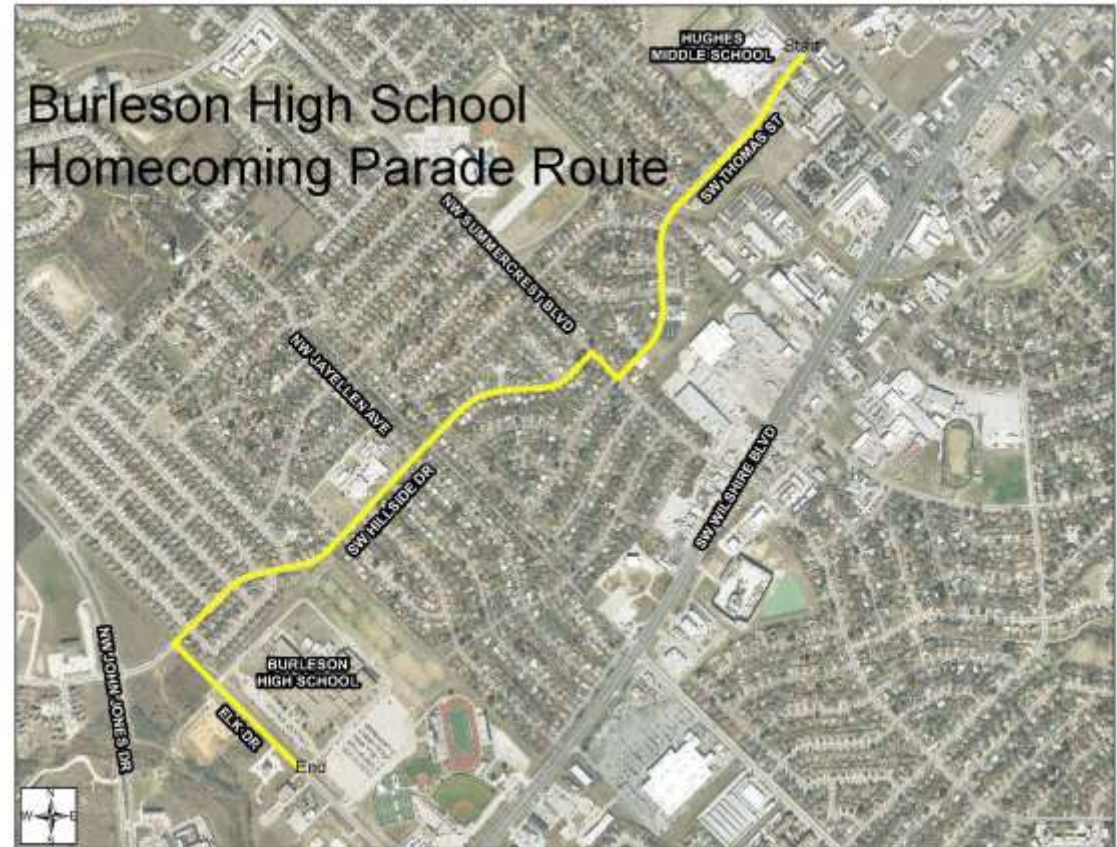 Burleson High School
Homecoming Parade Route
HUGHES
MIDDLE SCHOOL
Start
SW THOMAS ST
NW SUMMERCREST BLVD
NW JAYELLEN AVE
SW HILLSIDE DR
SW WILSHIRE BLVD
NW JOHN JONES DR
BURLESON
HIGH SCHOOL
ELK DR
End
N
W
E
S